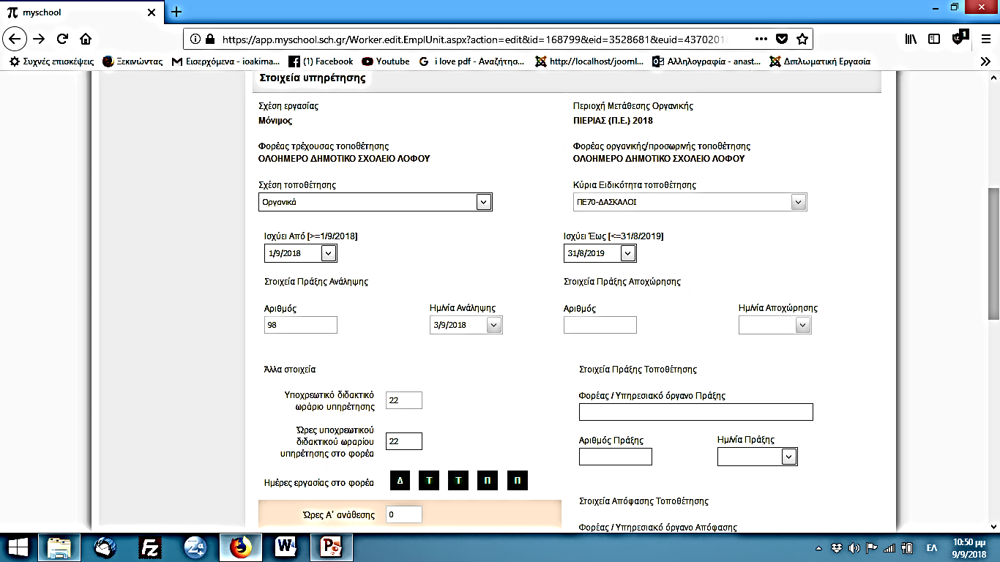 myschool
https://app.myschool.sch.gr/Worker.edit.EmplUnit.aspx?action=edit&id=168799&eid=3528681&euid=4370201
Συχνές επισκέψεις Ξεκινώντας Εισερχόμενα - ioakima... (1) Facebook Youtube i love pdf - Αναζήτησ... http://localhost/jooml... Αλληλογραφία - anast... Διπλωματική Εργασία
Στοιχεία υπηρέτησης
Σχέση εργασίας Περιοχή Μετάθεσης Οργανικής
Μόνιμος ΠΙΕΡΙΑΣ (Π.Ε.) 2018
Φορέας τρέχουσας τοποθέτησης Φορέας οργανικής/προσωρινής τοποθέτησης
ΟΛΟΗΜΕΡΟ ΔΗΜΟΤΙΚΟ ΣΧΟΛΕΙΟ ΛΟΦΟΥ ΟΛΟΗΜΕΡΟ ΔΗΜΟΤΙΚΟ ΣΧΟΛΕΙΟ ΛΟΦΟΥ
Σχέση τοποθέτησης Κύρια Ειδικότητα τοποθέτησης
Οργανικά ΠΕ70-ΔΑΣΚΑΛΟΙ
Ισχύει Από [>=1/9/2018] Ισχύει Έως [<=31/8/2019]
1/9/2018 31/8/2019
Στοιχεία Πράξης Ανάληψης Στοιχεία Πράξης Αποχώρησης
Αριθμός Ημ/νία Ανάληψης Αριθμός Ημ/νία Αποχώρησης
98 3/9/2018
Άλλα στοιχεία Στοιχεία Πράξης Τοποθέτησης
Υποχρεωτικό διδακτικό
ωράριο υπηρέτησης 22
Φορέας / Υπηρεσιακό όργανο Πράξης
Ώρες υποχρεωτικού
διδακτικού ωραρίου
υπηρέτησης στο φορέα 22
Αριθμός Πράξης Ημ/νία Πράξης
Ημέρες εργασίας στο φορέα Δ Τ Τ Π Π
Στοιχεία Απόφασης Τοποθέτησης
Ώρες Α' ανάθεσης 0
Φορέας / Υπηρεσιακό όργανο Απόφασης
ΕΛ 10:50 μμ
9/9/2018